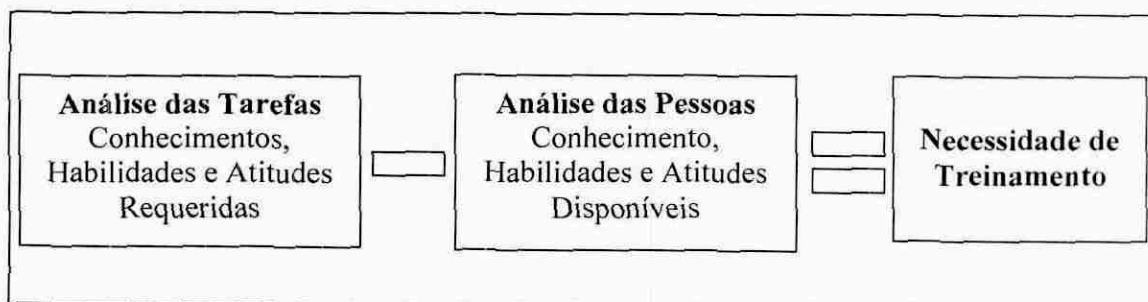 Análise das Tarefas
Conhecimentos,
Habilidades e Atitudes
Requeridas
Análise das Pessoas
Conhecimento,
Habilidades e Atitudes
Disponíveis
Necessidade de
Treinamento